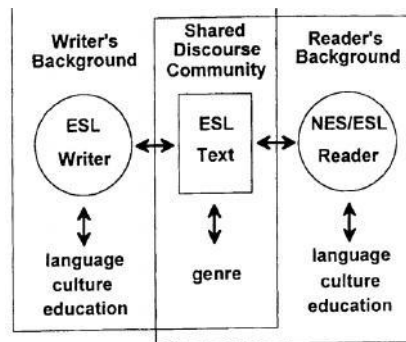 Writer's
Background
Shared
Discourse
Community
Reader's
Background
ESL
Writer
ESL
Text
NES/ESL
Reader
language
culture
education
genre
language
culture
education